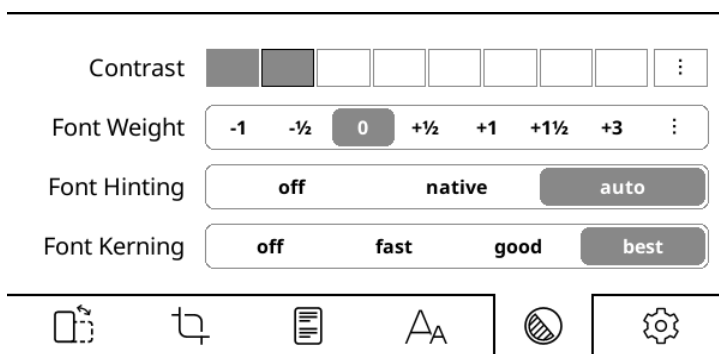 Contrast ⋮
Font Weight -1 -½ 0 +½ +1 +1½ +3 ⋮
Font Hinting off native auto
Font Kerning off fast good best
AA